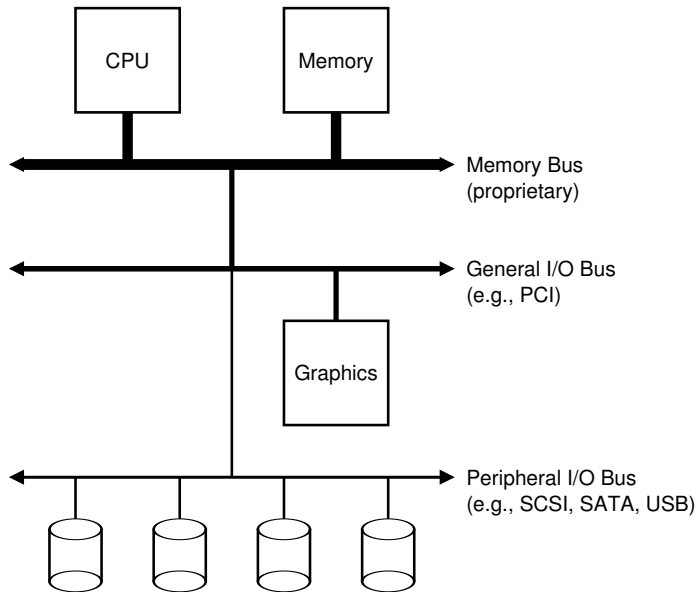 CPU
Memory
Memory Bus
(proprietary)
General I/O Bus
(e.g., PCI)
Graphics
Peripheral I/O Bus
(e.g., SCSI, SATA, USB)